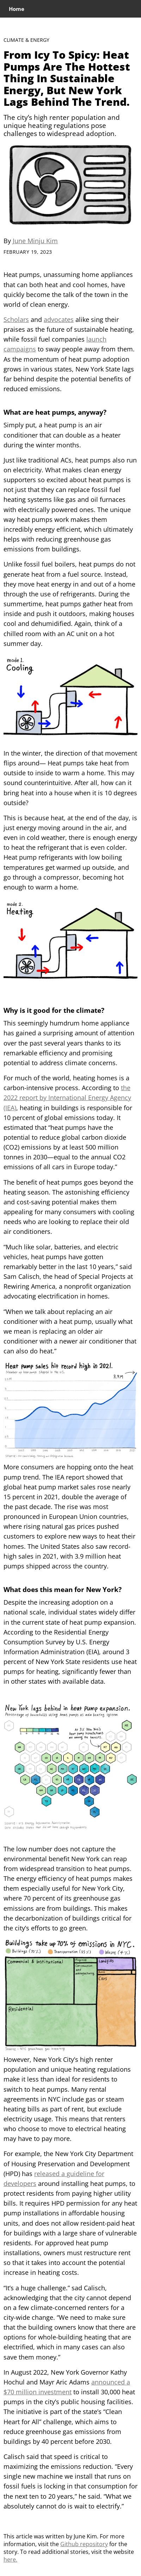 Home
CLIMATE & ENERGY
From Icy To Spicy: Heat
Pumps Are The Hottest
Thing In Sustainable
Energy, But New York
Lags Behind The Trend.
The city's high renter population and
unique heating regulations pose
challenges to widespread adoption.
By June Minju Kim
FEBRUARY 19, 2023
Heat pumps, unassuming home appliances
that can both heat and cool homes, have
quickly become the talk of the town in the
world of clean energy.
Scholars and advocates alike sing their
praises as the future of sustainable heating,
while fossil fuel companies launch
campaigns to sway people away from them.
As the momentum of heat pump adoption
grows in various states, New York State lags
far behind despite the potential benefits of
reduced emissions.
What are heat pumps, anyway?
Simply put, a heat pump is an air
conditioner that can double as a heater
during the winter months.
Just like traditional ACs, heat pumps also run
on electricity. What makes clean energy
supporters so excited about heat pumps is
not just that they can replace fossil fuel
heating systems like gas and oil furnaces
with electrically powered ones. The unique
way heat pumps work makes them
incredibly energy efficient, which ultimately
helps with reducing greenhouse gas
emissions from buildings.
Unlike fossil fuel boilers, heat pumps do not
generate heat from a fuel source. Instead,
they move heat energy in and out of a home
through the use of refrigerants. During the
summertime, heat pumps gather heat from
inside and push it outdoors, making houses
cool and dehumidified. Again, think of a
chilled room with an AC unit on a hot
summer day.
mode 1.
Cooling
In the winter, the direction of that movement
flips around— Heat pumps take heat from
outside to inside to warm a home. This may
sound counterintuitive. After all, how can it
bring heat into a house when it is 10 degrees
outside?
This is because heat, at the end of the day, is
just energy moving around in the air, and
even in cold weather, there is enough energy
to heat the refrigerant that is even colder.
Heat pump refrigerants with low boiling
temperatures get warmed up outside, and
go through a compressor, becoming hot
enough to warm a home.
mode 2.
Heating
Why is it good for the climate?
This seemingly humdrum home appliance
has gained a surprising amount of attention
over the past several years thanks to its
remarkable efficiency and promising
potential to address climate concerns.
For much of the world, heating homes is a
carbon-intensive process. According to the
2022 report by International Energy Agency
(IEA), heating in buildings is responsible for
10 percent of global emissions today. It
estimated that "heat pumps have the
potential to reduce global carbon dioxide
(CO2) emissions by at least 500 million
tonnes in 2030—equal to the annual CO2
emissions of all cars in Europe today."
The benefit of heat pumps goes beyond the
heating season. The astonishing efficiency
and cost-saving potential makes them
appealing for many consumers with cooling
needs who are looking to replace their old
air conditioners.
"Much like solar, batteries, and electric
vehicles, heat pumps have gotten
remarkably better in the last 10 years," said
Sam Calisch, the head of Special Projects at
Rewiring America, a nonprofit organization
advocating electrification in homes.
"When we talk about replacing an air
conditioner with a heat pump, usually what
we mean is replacing an older air
conditioner with a newer air conditioner that
can also do heat."
Heat pump sales hit record high in 2021.
3.9M
More consumers are hopping onto the heat
pump trend. The IEA report showed that
global heat pump market sales rose nearly
15 percent in 2021, double the average of
the past decade. The rise was most
pronounced in European Union countries,
where rising natural gas prices pushed
customers to explore new ways to heat their
homes. The United States also saw record-
high sales in 2021, with 3.9 million heat
pumps shipped across the country.
What does this mean for New York?
Despite the increasing adoption on a
national scale, individual states widely differ
in the current state of heat pump expansion.
According to the Residential Energy
Consumption Survey by U.S. Energy
Information Administration (EIA), around 3
percent of New York State residences use heat
pumps for heating, significantly fewer than
in other states with available data.
New York lags behind in heat pump expansion.
The low number does not capture the
environmental benefit New York can reap
from the widespread transition to heat pumps.
The energy efficiency of heat pumps makes
them especially useful for New York City,
where 70 percent of its greenhouse gas
emissions are from buildings. This makes
the decarbonization of buildings critical for
the city's efforts to go green.
Buildings take up 70% of emissions in NYC.
Commercial & Institutional
Residential
However, New York City's high renter
population and unique heating regulations
make it less than ideal for residents to
switch to heat pumps. Many rental
agreements in NYC include gas or steam
heating bills as part of rent, but exclude
electricity usage. This means that renters
who choose to move to electrical heating
may have to pay more.
For example, the New York City Department
of Housing Preservation and Development
(HPD) has released a guideline for
developers around installing heat pumps, to
protect residents from paying higher utility
bills. It requires HPD permission for any heat
pump installations in affordable housing
units, and does not allow resident-paid heat
for buildings with a large share of vulnerable
residents. For approved heat pump
installations, owners must restructure rent
so that it takes into account the potential
increase in heating costs.
"It's a huge challenge." sad Calisch,
acknowledging that the city cannot depend
on a few climate-concerned renters for a
city-wide change. "We need to make sure
that the building owners know that there are
options for whole-building heating that are
electrified, which in many cases can also
save them money."
In August 2022, New York Governor Kathy
Hochul and Mayr Aric Adams announced a
$70 million investment to install 30,000 heat
pumps in the city's public housing facilities.
The initiative is part of the state's "Clean
Heart for All" challenge, which aims to
reduce greenhouse gas emissions from
buildings by 40 percent before 2030.
Calisch said that speed is critical to
maximizing the emissions reduction. "Every
single new machine we install that runs on
fossil fuels is locking in that consumption for
the next ten to 20 years," he said. "We
absolutely cannot do is wait to electrify."
This article was written by June Kim. For more
information, visit the Github repository for this
story. To read additional stories, visit the website
here.